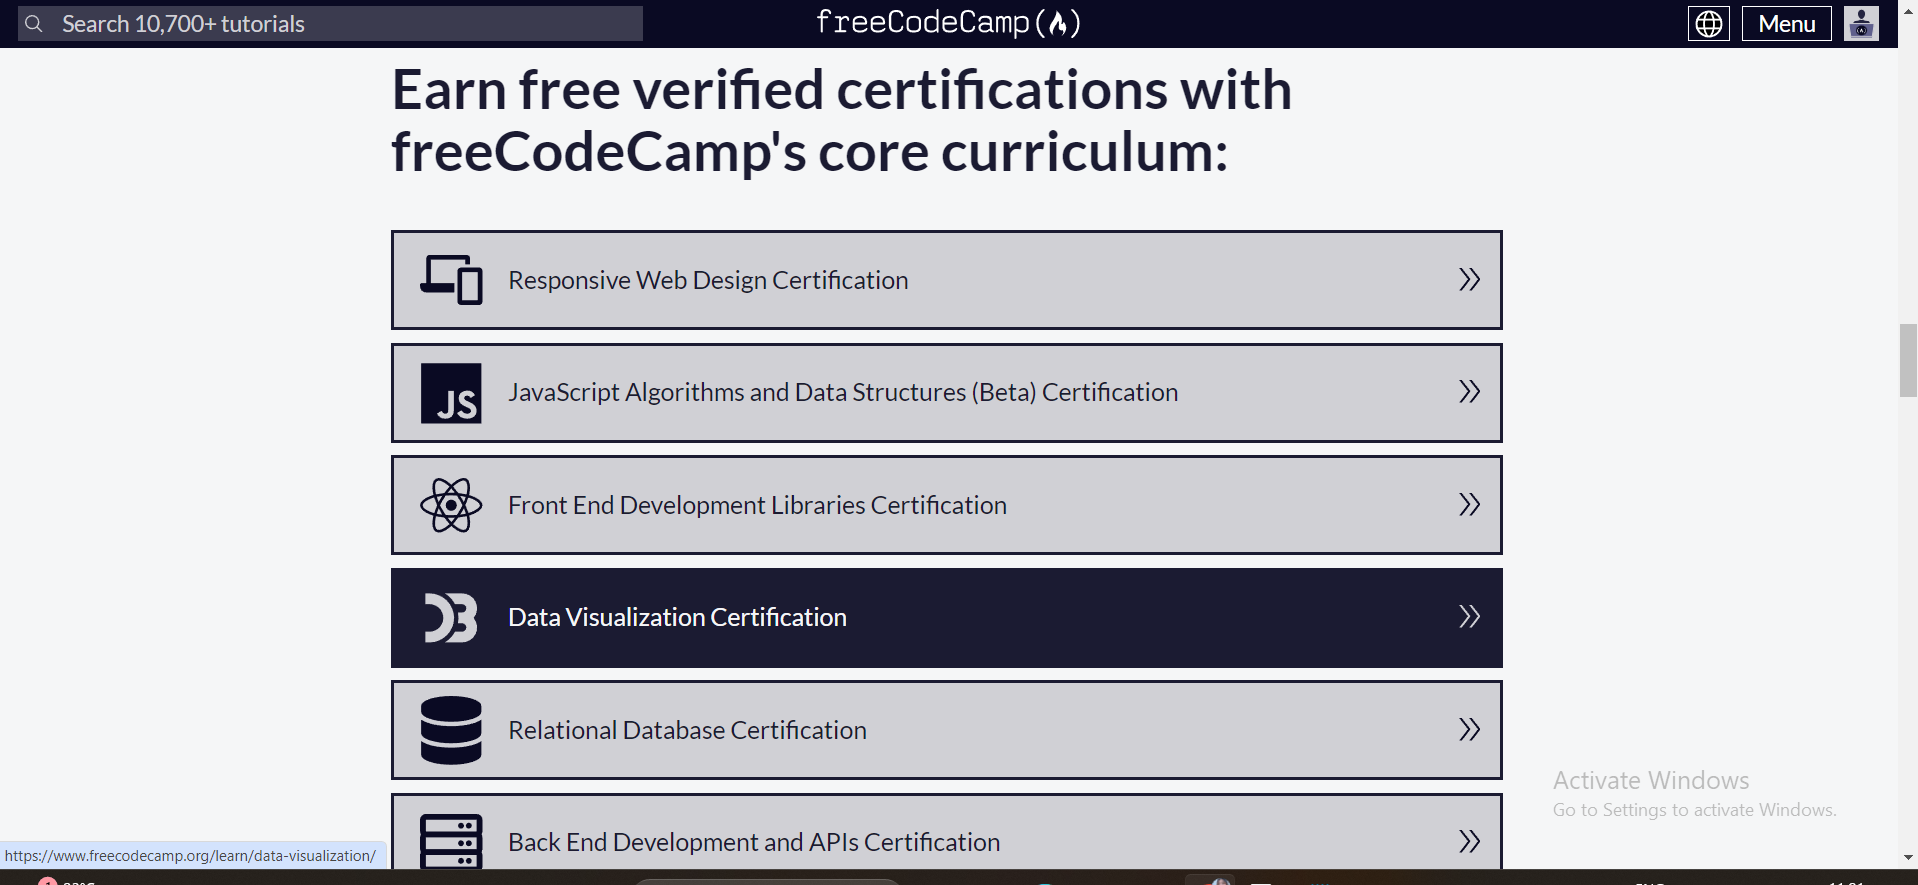 Search 10,700+ tutorials
freeCodeCamp(🔥)
Menu
Earn free verified certifications with
freeCodeCamp's core curriculum:
Responsive Web Design Certification
JS
JavaScript Algorithms and Data Structures (Beta) Certification
Front End Development Libraries Certification
Data Visualization Certification
Relational Database Certification
Back End Development and APIs Certification
Activate Windows
Go to Settings to activate Windows.
https://www.freecodecamp.org/learn/data-visualization/